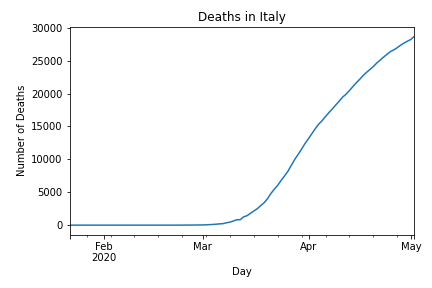 Deaths in Italy
30000
25000
20000
15000
10000
5000
0
Number of Deaths
Feb
2020
Mar
Apr
May
Day